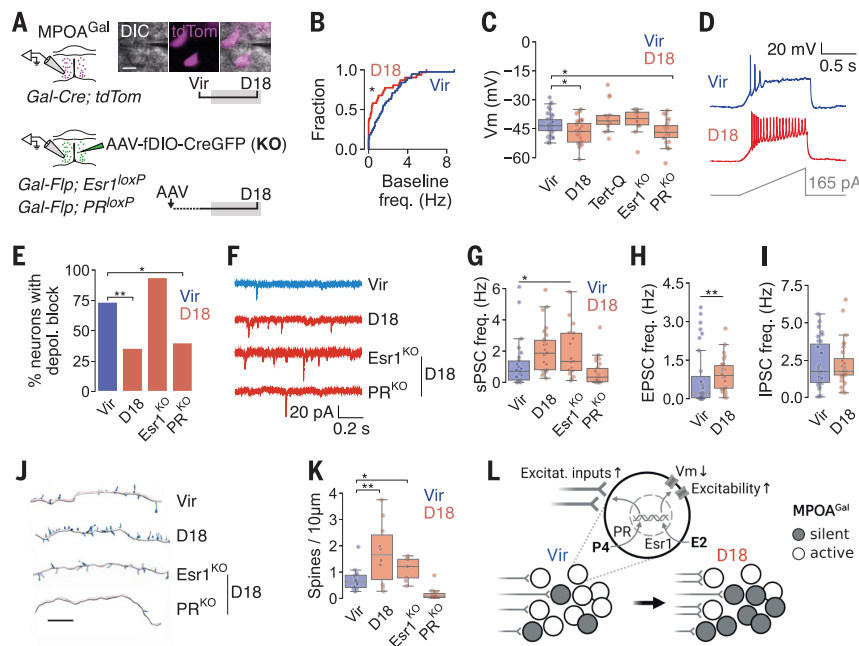 A
MPOAGal
DIC
tdTom
Vir
D18
Gal-Cre; tdTom
AAV-fDIO-CreGFP (KO)
Gal-Flp; Esr1loxP
Gal-Flp; PRloxP
AAV
D18
B
D18
*
Vir
Fraction
1.0
0.5
0.0
0
4
8
Baseline
freq. (Hz)
C
Vir
D18
*
*
Vm (mV)
-15
-30
-45
-60
Vir
D18
Tert-Q
Esr1KO
PRKO
D
20 mV
0.5 s
Vir
D18
165 pA
E
% neurons with
depol. block
100
75
50
25
0
*
**
Vir
D18
Vir
D18
Esr1KO
PRKO
F
Vir
D18
Esr1KO
PRKO
D18
20 pA
0.2 s
G
sPSC freq. (Hz)
8
6
4
2
0
*
Vir
D18
Vir
D18
Esr1KO
PRKO
H
EPSC freq. (Hz)
4.5
3.0
1.5
0.0
**
Vir
D18
I
IPSC freq. (Hz)
7.5
5.0
2.5
0.0
Vir
D18
J
Vir
D18
Esr1KO
PRKO
D18
K
Spines / 10µm
4
3
2
1
0
*
**
Vir
D18
Vir
D18
Esr1KO
PRKO
L
Excitat. inputs↑
Vm↓
Excitability↑
PR
Esr1
P4
E2
MPOAGal
silent
active
Vir
D18